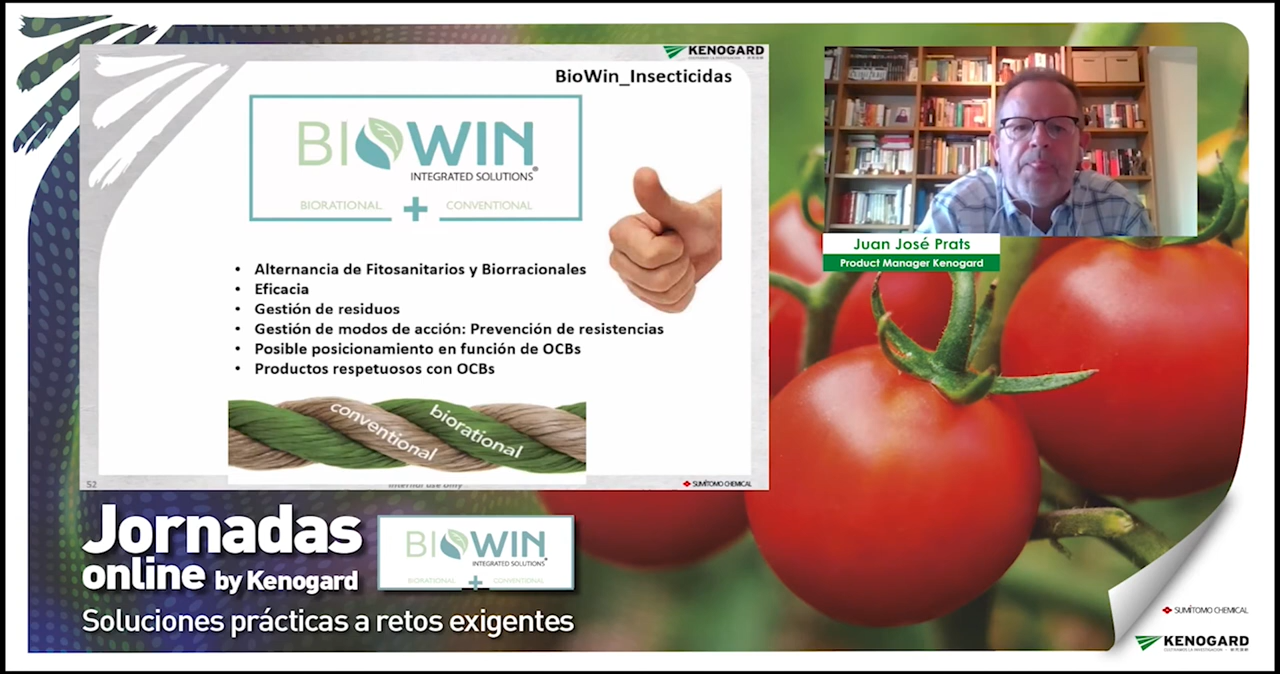 KENOGARD
BioWin_Insecticidas
BIOWIN
INTEGRATED SOLUTIONS®
BIORATIONAL + CONVENTIONAL
• Alternancia de Fitosanitarios y Biorracionales
• Eficacia
• Gestión de residuos
• Gestión de modos de acción: Prevención de resistencias
• Posible posicionamiento en función de OCBs
• Productos respetuosos con OCBs
conventional
biorational
52
SUMITOMO CHEMICAL
Juan José Prats
Product Manager Kenogard
Jornadas
online by Kenogard
BIOWIN
INTEGRATED SOLUTIONS
BIORATIONAL + CONVENTIONAL
Soluciones prácticas a retos exigentes
SUMITOMO CHEMICAL
KENOGARD